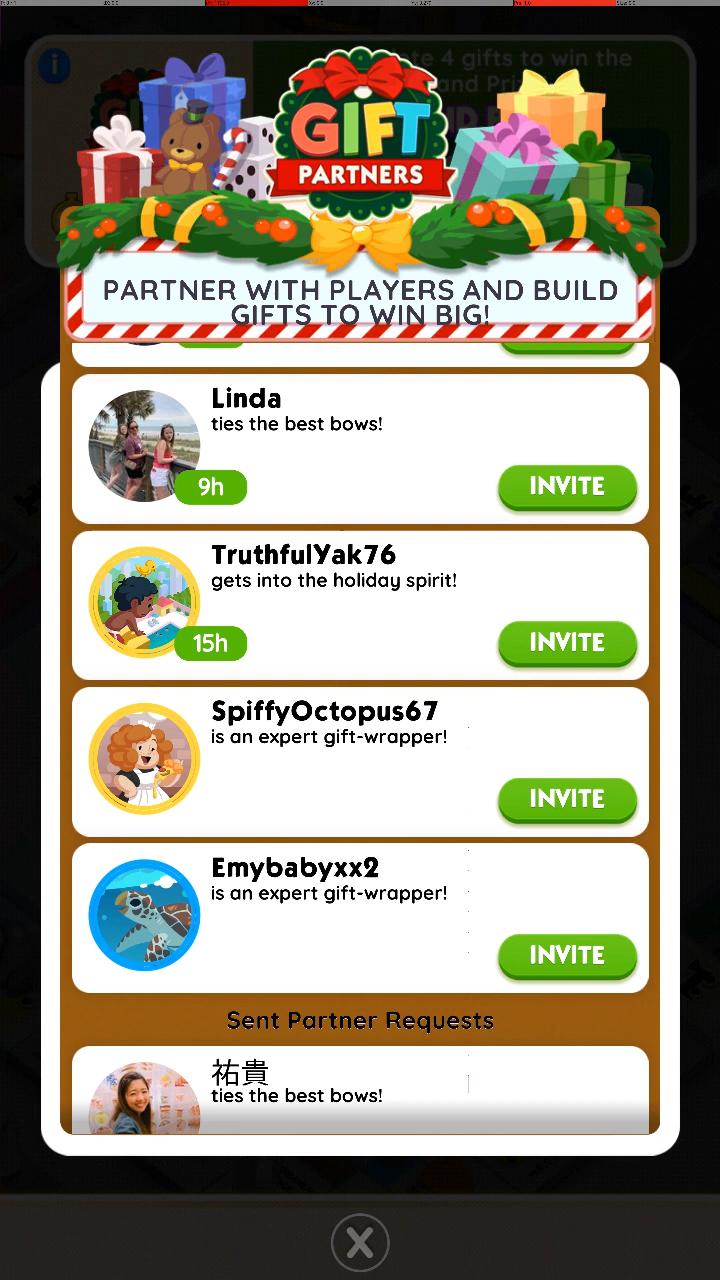 GIFT
PARTNERS
PARTNER WITH PLAYERS AND BUILD
GIFTS TO WIN BIG!
Linda
ties the best bows!
9h
INVITE
TruthfulYak76
gets into the holiday spirit!
15h
INVITE
SpiffyOctopus67
is an expert gift-wrapper!
INVITE
Emybabyxx2
is an expert gift-wrapper!
INVITE
Sent Partner Requests
祐貴
ties the best bows!